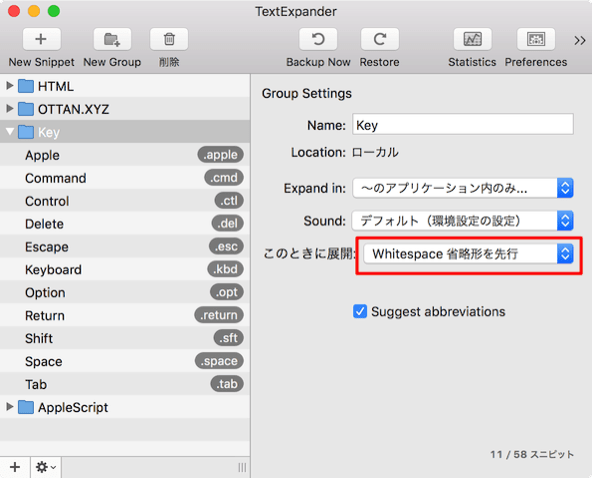 TextExpander
New Snippet New Group 削除 Backup Now Restore Statistics Preferences
HTML
OTTAN.XYZ
Key
Apple .apple
Command .cmd
Control .ctl
Delete .del
Escape .esc
Keyboard .kbd
Option .opt
Return .return
Shift .sft
Space .space
Tab .tab
AppleScript
Group Settings
Name: Key
Location: ローカル
Expand in: 〜のアプリケーション内のみ...
Sound: デフォルト（環境設定の設定）
このときに展開: Whitespace 省略形を先行
Suggest abbreviations
11 / 58 スニペット